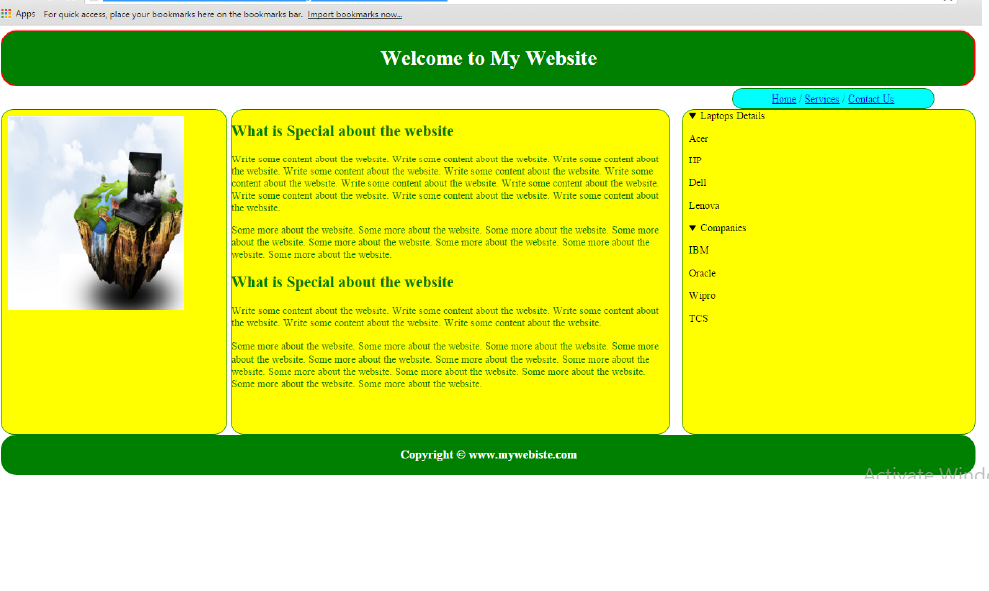 Apps For quick access, place your bookmarks here on the bookmarks bar. Import bookmarks now...
Welcome to My Website
Home / Services / Contact Us
What is Special about the website
Write some content about the website. Write some content about the website. Write some content about
the website. Write some content about the website. Write some content about the website. Write some
content about the website. Write some content about the website. Write some content about the website.
Write some content about the website. Write some content about the website. Write some content about
the website.
Some more about the website. Some more about the website. Some more about the website. Some more
about the website. Some more about the website. Some more about the website. Some more about the
website. Some more about the website.
What is Special about the website
Write some content about the website. Write some content about the website. Write some content about
the website. Write some content about the website. Write some content about the website.
Some more about the website. Some more about the website. Some more about the website. Some more
about the website. Some more about the website. Some more about the website. Some more about the
website. Some more about the website. Some more about the website. Some more about the website.
Some more about the website. Some more about the website.
▼ Laptops Details
Acer
HP
Dell
Lenova
▼ Companies
IBM
Oracle
Wipro
TCS
Copyright © www.mywebiste.com
Activate Wind